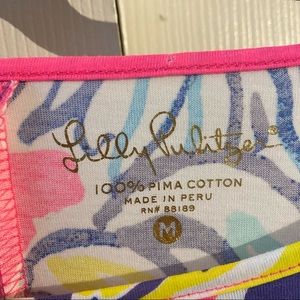 Lilly Pulitzer®
100% PIMA COTTON
MADE IN PERU
RN# 88189
M